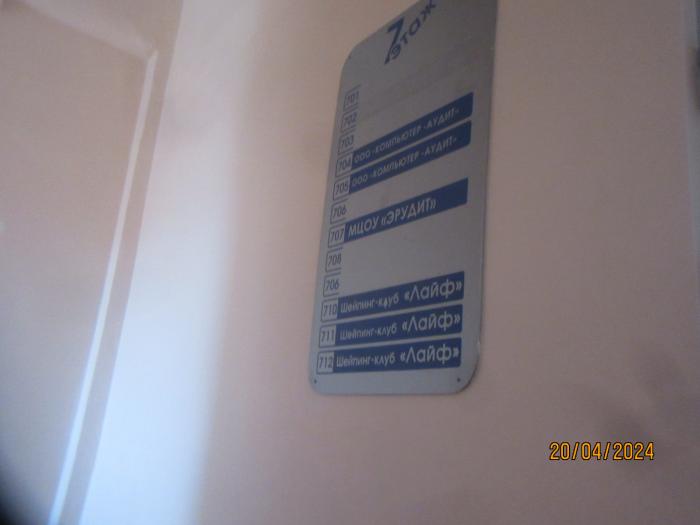 7
этаж
701
702
703
704 ООО «КОМПЬЮТЕР -АУДИТ»
705 ООО «КОМПЬЮТЕР -АУДИТ»
706
707 МЦОУ «ЭРУДИТ»
708
706
710 Шейпинг-клуб «Лайф»
711 Шейпинг-клуб «Лайф»
712 Шейпинг-клуб «Лайф»
20/04/2024